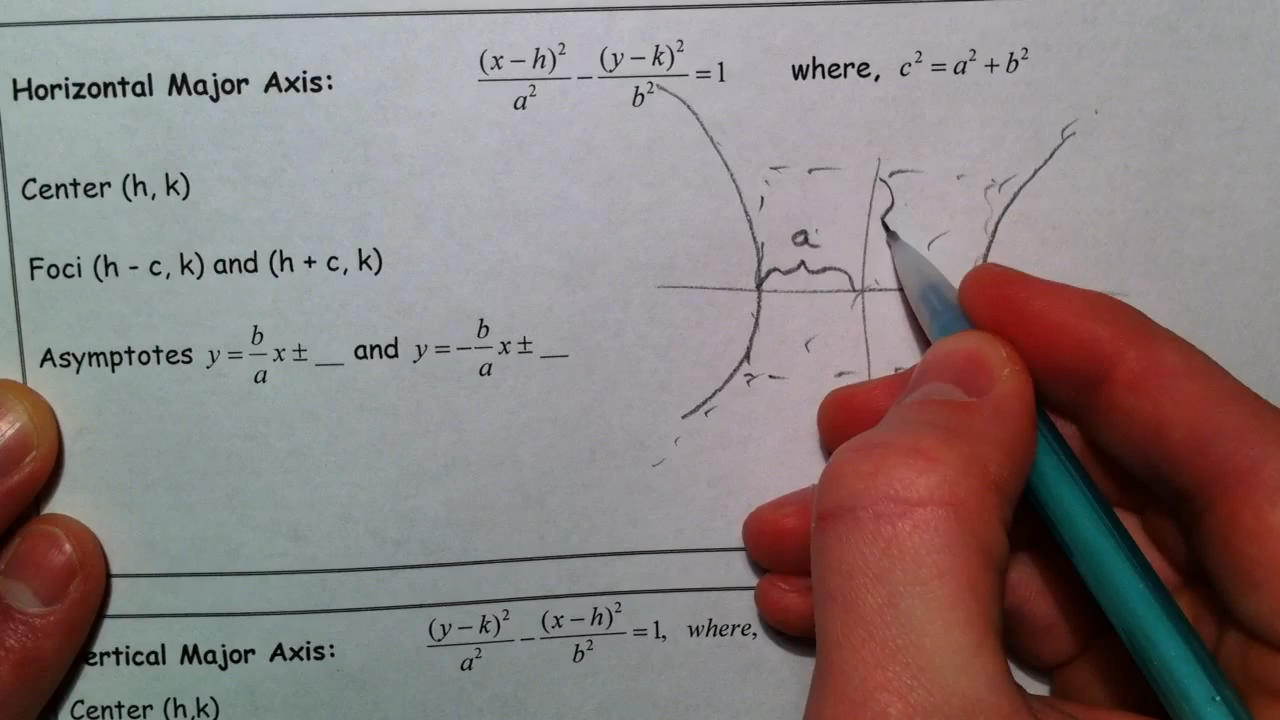 Horizontal Major Axis: (x – h)²/a² – (y – k)²/b² = 1 where, c² = a² + b²
Center (h, k)
a
Foci (h - c, k) and (h + c, k)
Asymptotes y = b/a x ± __ and y = – b/a x ± __
ertical Major Axis: (y – k)²/a² – (x – h)²/b² = 1, where,
Center (h,k)